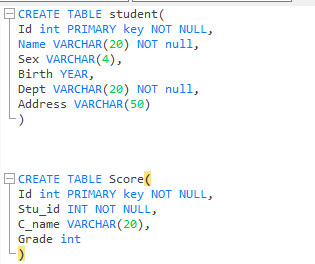 CREATE TABLE student(
Id int PRIMARY key NOT NULL,
Name VARCHAR(20) NOT null,
Sex VARCHAR(4),
Birth YEAR,
Dept VARCHAR(20) NOT null,
Address VARCHAR(50)
)
CREATE TABLE Score(
Id int PRIMARY key NOT NULL,
Stu_id INT NOT NULL,
C_name VARCHAR(20),
Grade int
)